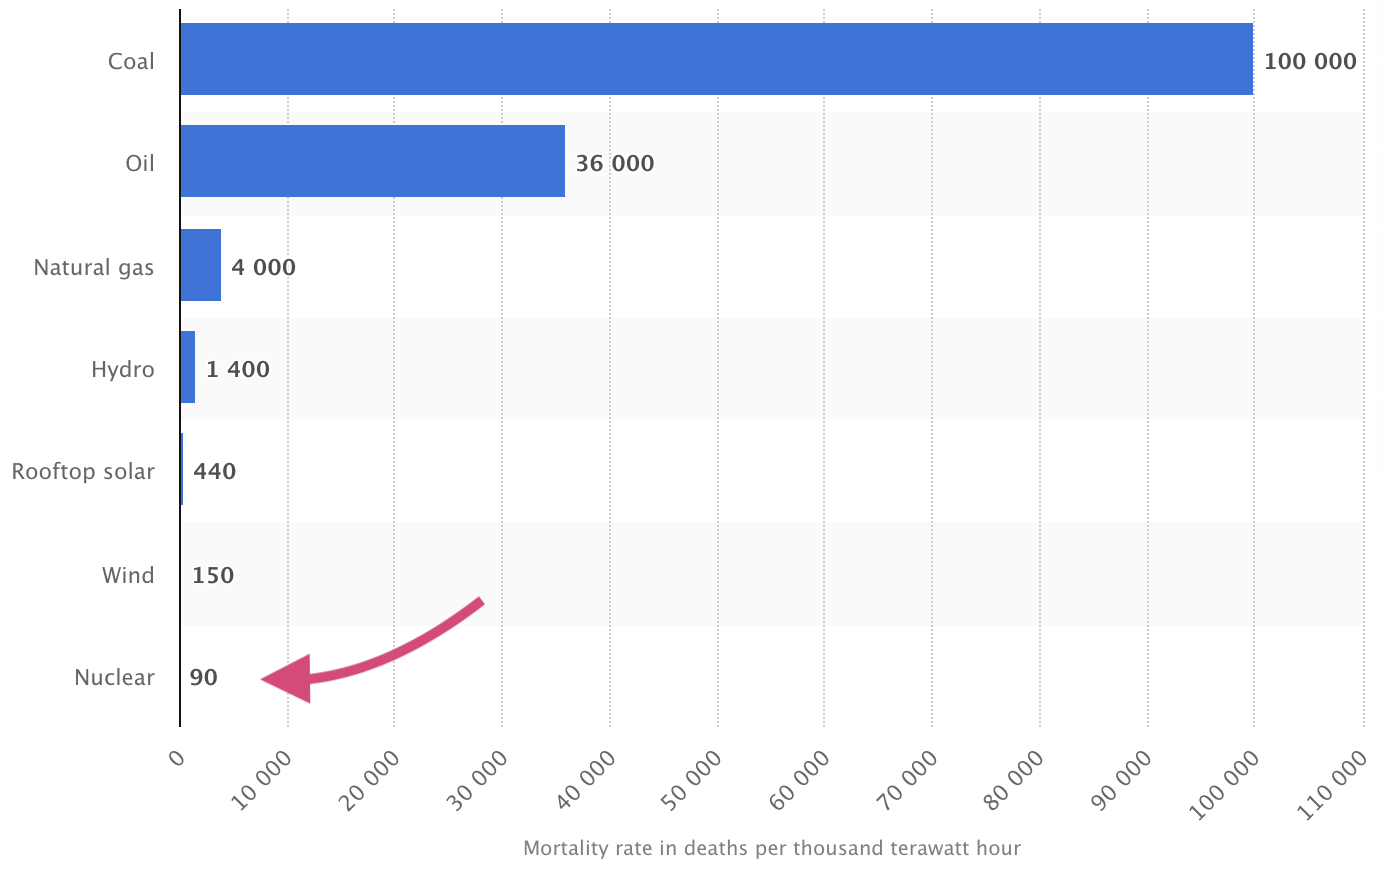 Coal 100 000
Oil 36 000
Natural gas 4 000
Hydro 1 400
Rooftop solar 440
Wind 150
Nuclear 90
0 10 000 20 000 30 000 40 000 50 000 60 000 70 000 80 000 90 000 100 000 110 000
Mortality rate in deaths per thousand terawatt hour